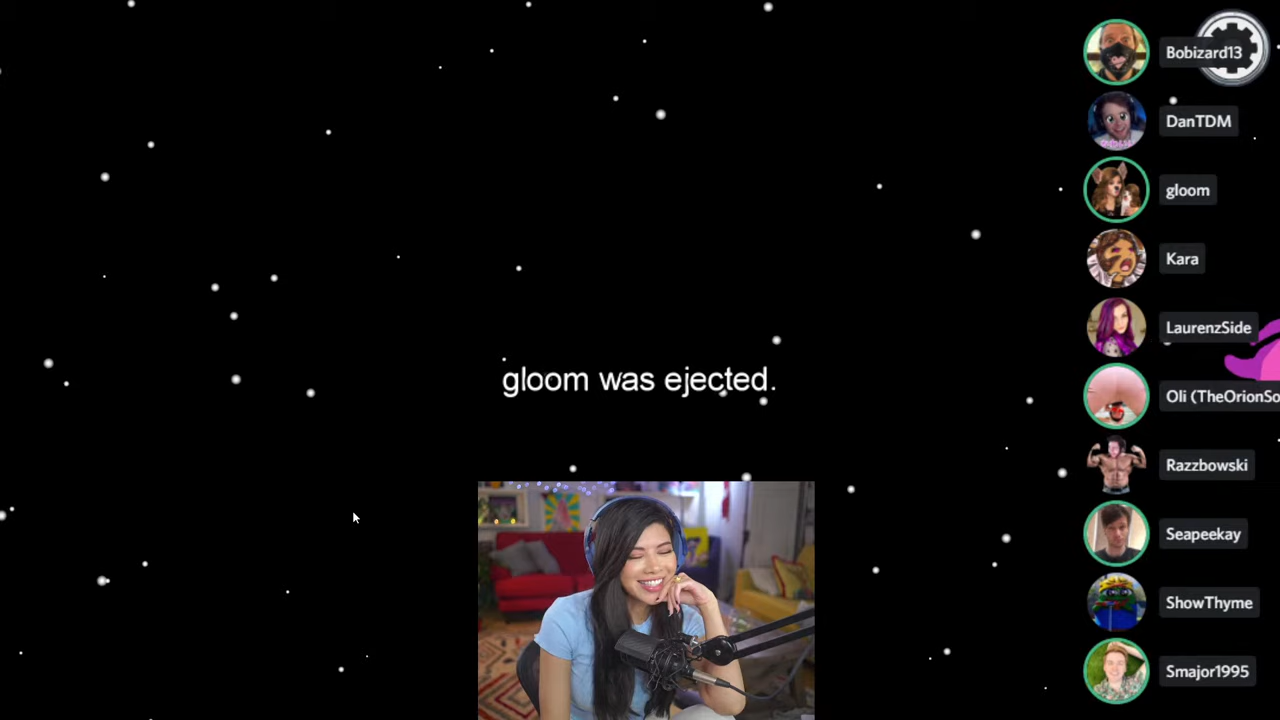 Bobizard13
DanTDM
gloom
Kara
LaurenzSide
gloom was ejected.
Oli (TheOrionSo
Razzbowski
Seapeekay
ShowThyme
Smajor1995